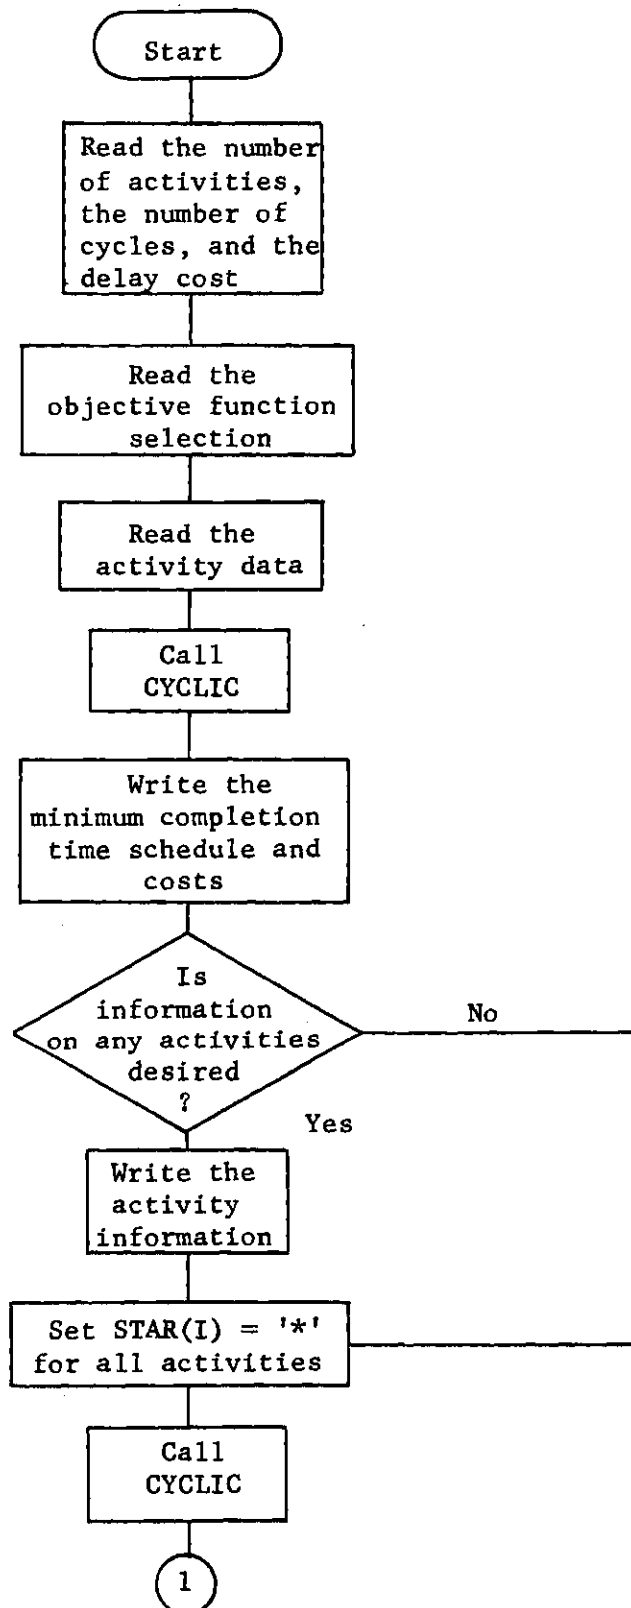 Start
Read the number
of activities,
the number of
cycles, and the
delay cost
Read the
objective function
selection
Read the
activity data
Call
CYCLIC
Write the
minimum completion
time schedule and
costs
Is
information
on any activities
desired
?
No
Yes
Write the
activity
information
Set STAR(I) = '*'
for all activities
Call
CYCLIC
1